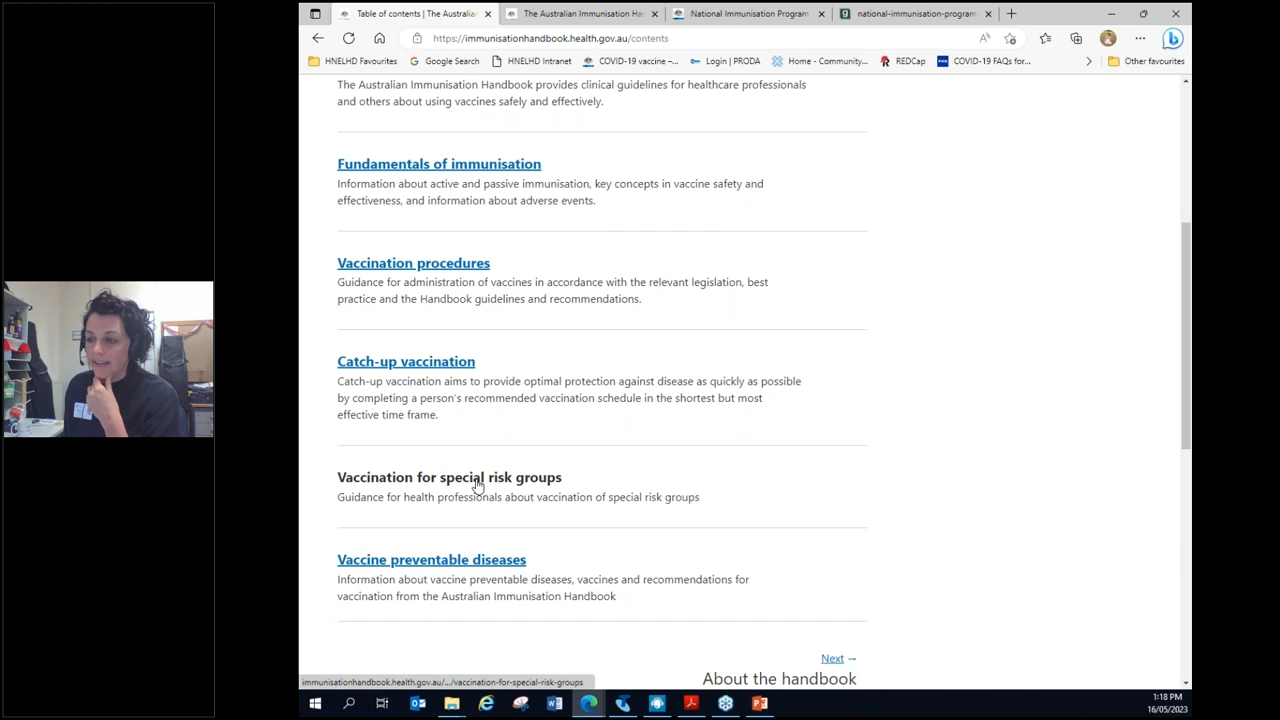 Table of contents | The Australian
The Australian Immunisation Han
National Immunisation Program
national-immunisation-program
https://immunisationhandbook.health.gov.au/contents
HNELHD Favourites
Google Search
HNELHD Intranet
COVID-19 vaccine –...
Login | PRODA
Home - Community...
REDCap
COVID-19 FAQs for...
Other favourites
The Australian Immunisation Handbook provides clinical guidelines for healthcare professionals
and others about using vaccines safely and effectively.
Fundamentals of immunisation
Information about active and passive immunisation, key concepts in vaccine safety and
effectiveness, and information about adverse events.
Vaccination procedures
Guidance for administration of vaccines in accordance with the relevant legislation, best
practice and the Handbook guidelines and recommendations.
Catch-up vaccination
Catch-up vaccination aims to provide optimal protection against disease as quickly as possible
by completing a person's recommended vaccination schedule in the shortest but most
effective time frame.
Vaccination for special risk groups
Guidance for health professionals about vaccination of special risk groups
Vaccine preventable diseases
Information about vaccine preventable diseases, vaccines and recommendations for
vaccination from the Australian Immunisation Handbook
Next →
About the handbook
immunisationhandbook.health.gov.au/.../vaccination-for-special-risk-groups
1:18 PM
16/05/2023